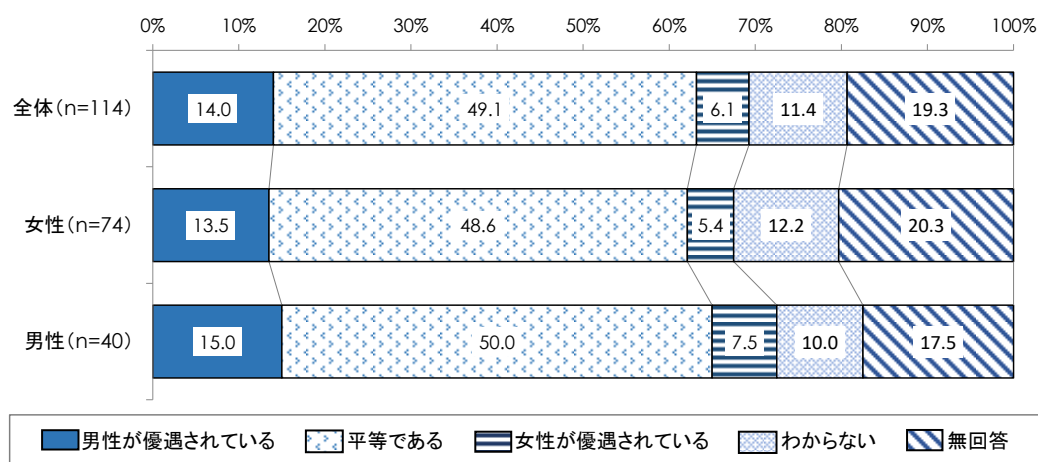 0% 10% 20% 30% 40% 50% 60% 70% 80% 90% 100%
全体(n=114) 14.0 49.1 6.1 11.4 19.3
女性(n=74) 13.5 48.6 5.4 12.2 20.3
男性(n=40) 15.0 50.0 7.5 10.0 17.5
男性が優遇されている 平等である 女性が優遇されている わからない 無回答